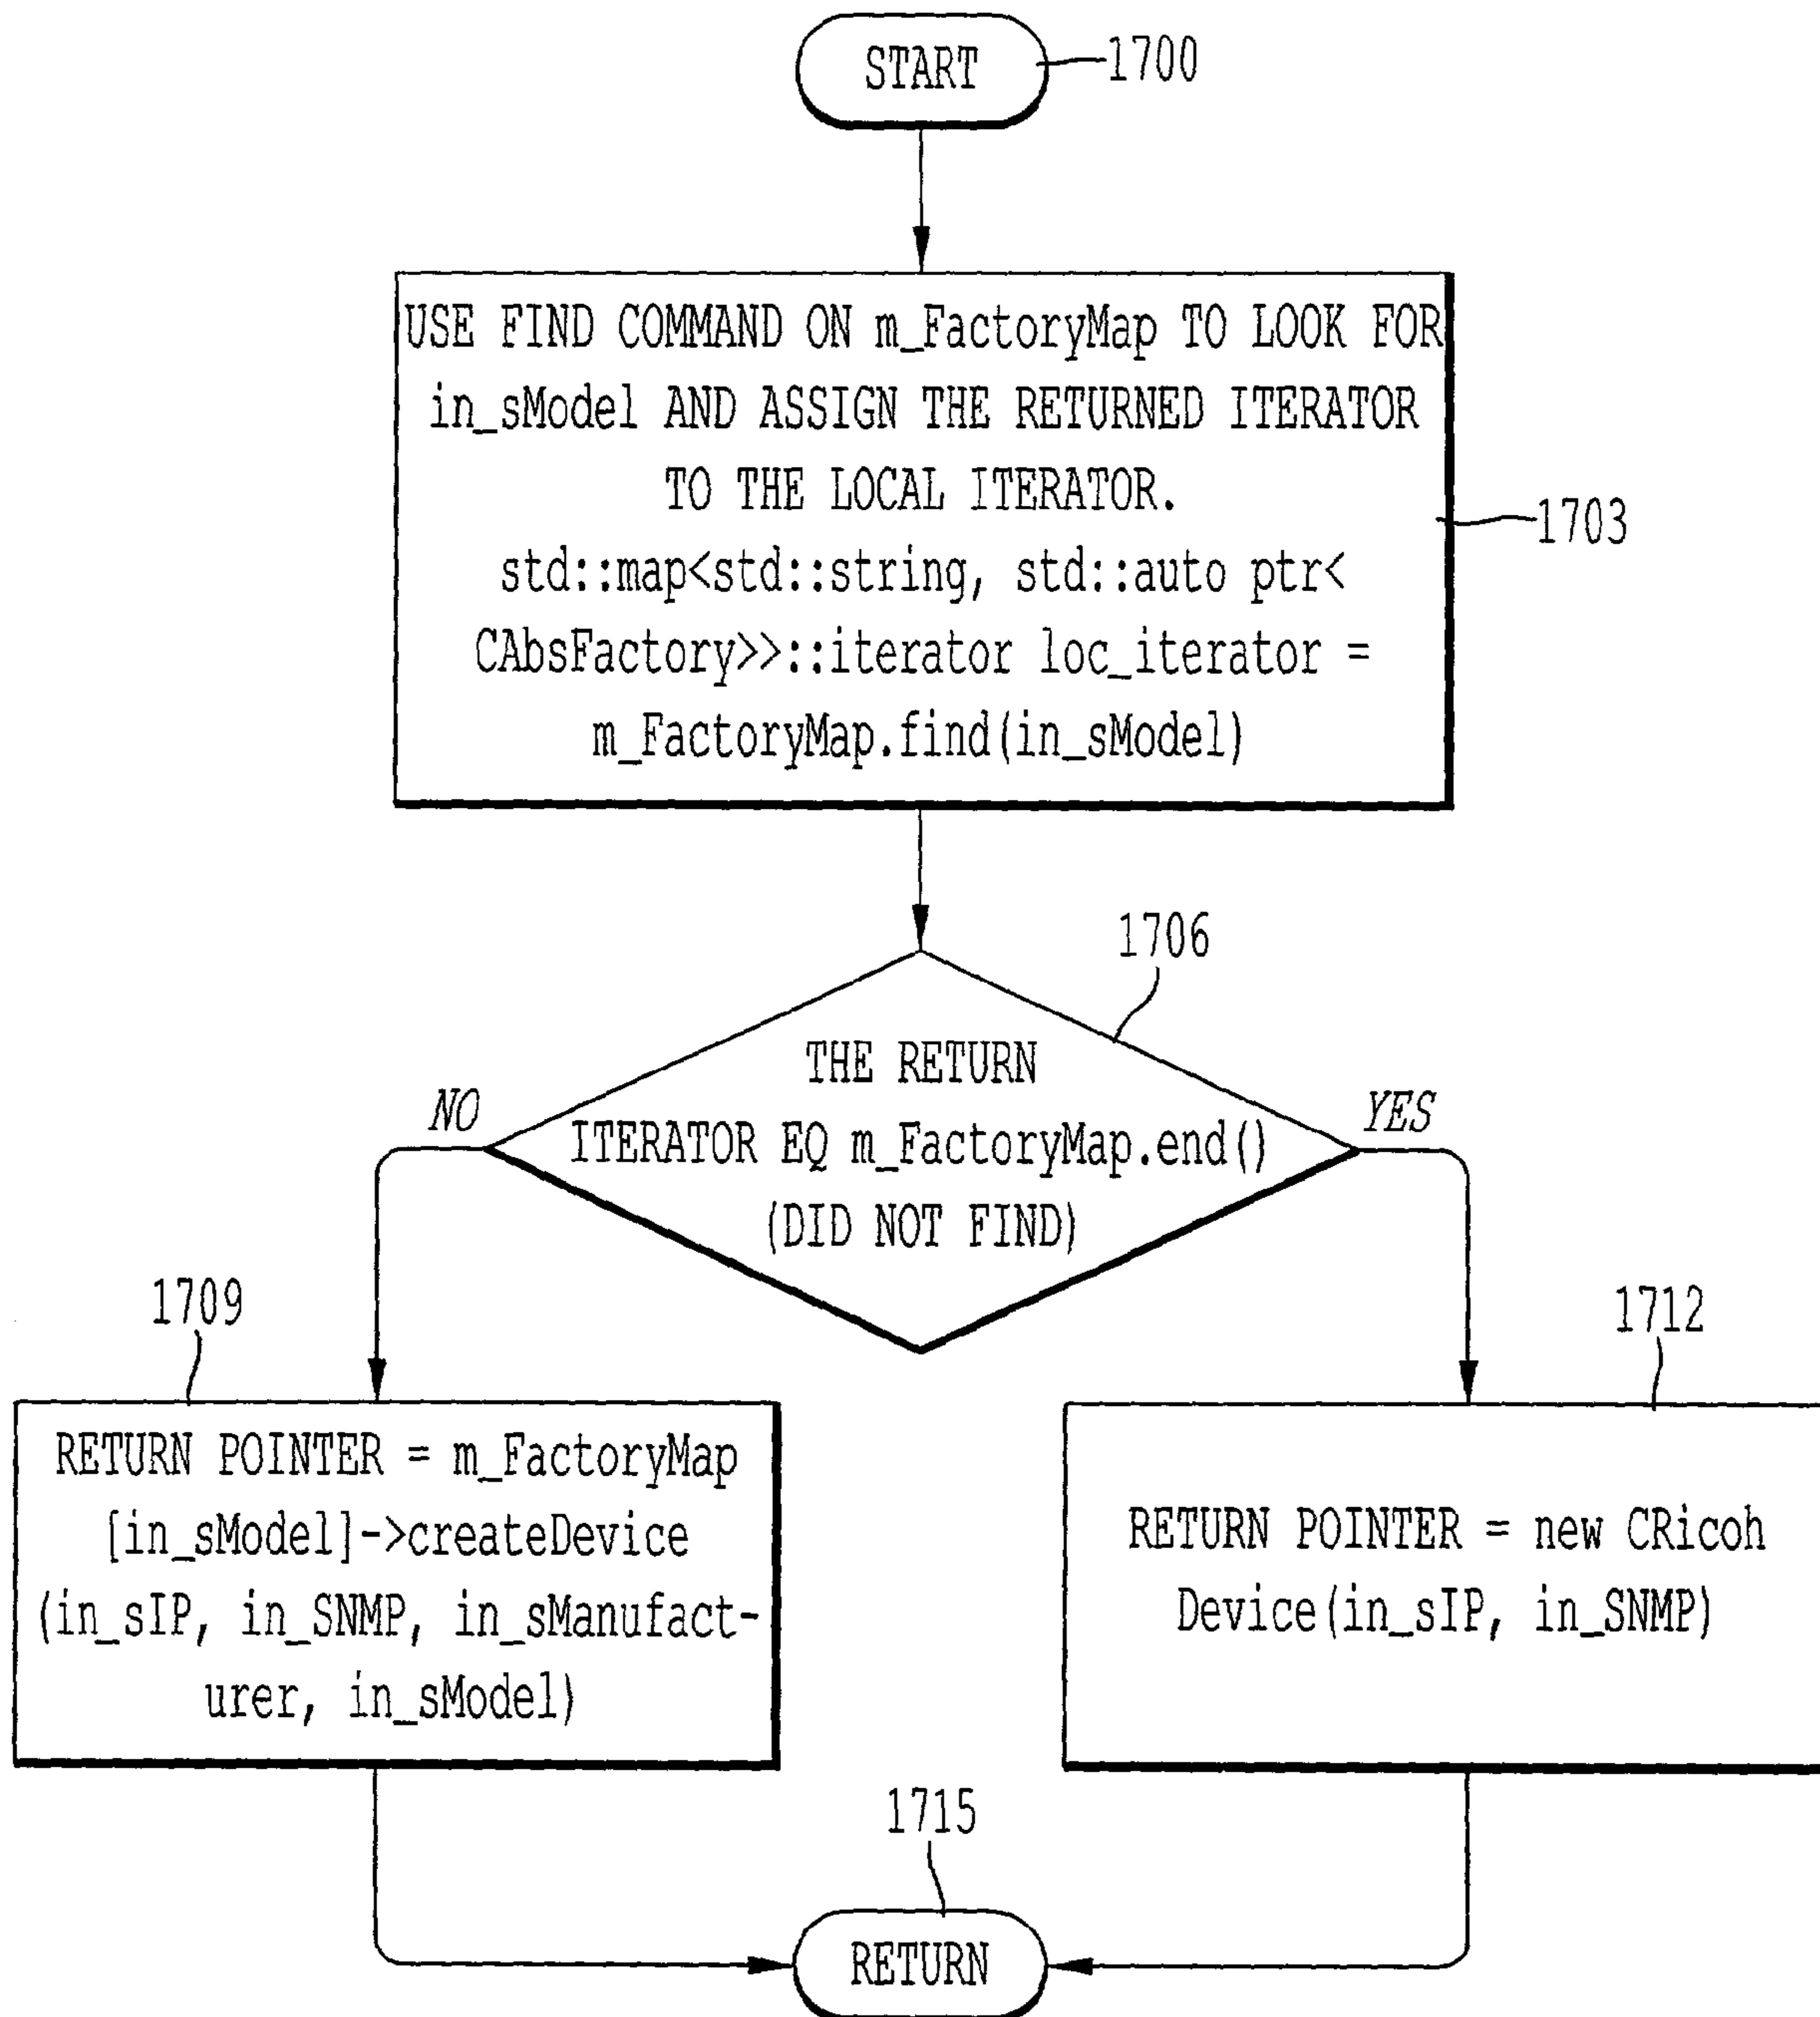 START
1700
USE FIND COMMAND ON m_FactoryMap TO LOOK FOR
in_sModel AND ASSIGN THE RETURNED ITERATOR
TO THE LOCAL ITERATOR.
std::map<std::string, std::auto ptr<
CAbsFactory>>::iterator loc_iterator =
m_FactoryMap.find(in_sModel)
1703
1706
THE RETURN
ITERATOR EQ m_FactoryMap.end()
(DID NOT FIND)
NO
YES
1709
RETURN POINTER = m_FactoryMap
[in_sModel]->createDevice
(in_sIP, in_SNMP, in_sManufact-
urer, in_sModel)
1712
RETURN POINTER = new CRicoh
Device(in_sIP, in_SNMP)
1715
RETURN